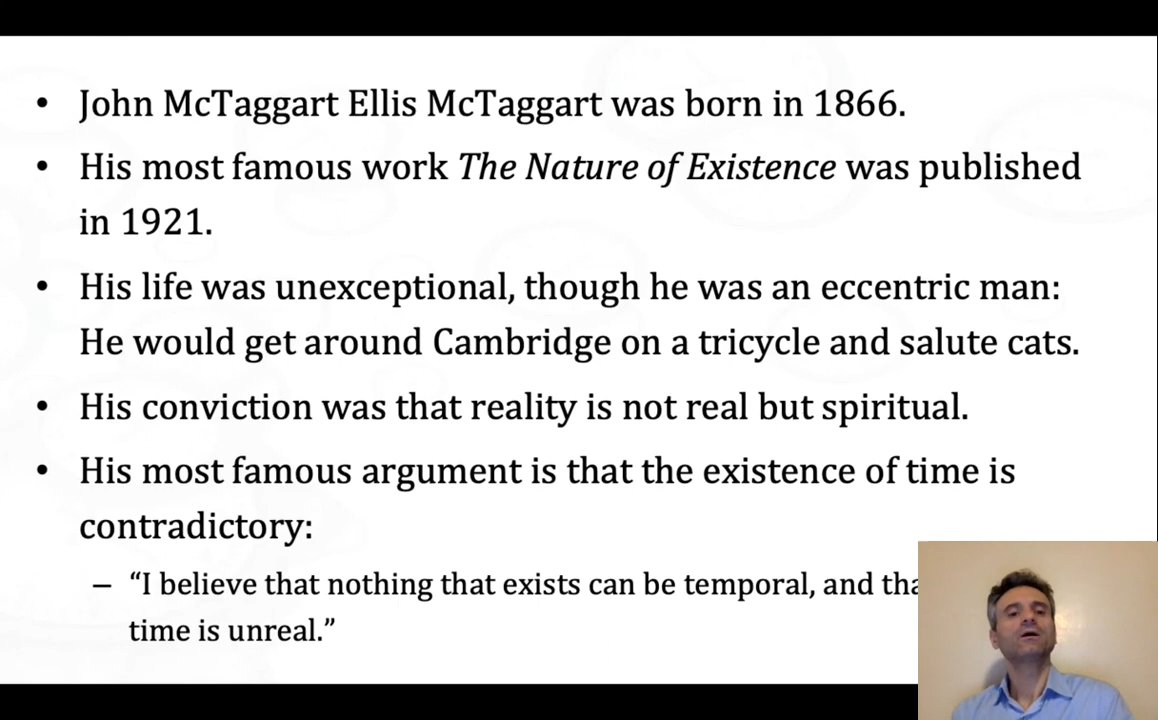 • John McTaggart Ellis McTaggart was born in 1866.
• His most famous work The Nature of Existence was published
in 1921.
• His life was unexceptional, though he was an eccentric man:
He would get around Cambridge on a tricycle and salute cats.
• His conviction was that reality is not real but spiritual.
• His most famous argument is that the existence of time is
contradictory:
– “I believe that nothing that exists can be temporal, and
time is unreal.”